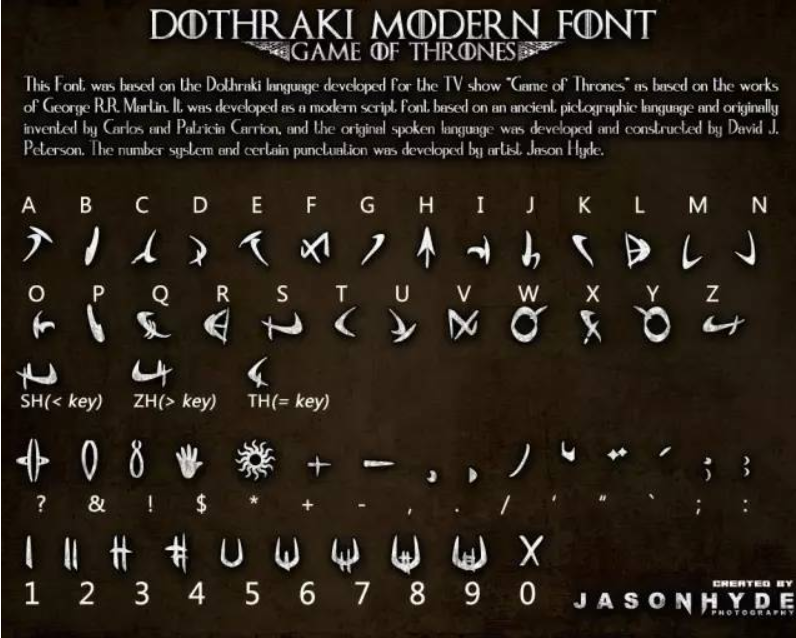 DOTHRAKI MODERN FONT
GAME OF THRONES
This Font was based on the Dothraki language developed for the TV show "Game of Thrones" as based on the works
of George R.R. Martin. It was developed as a modern script font based on an ancient pictographic language and originally
invented by Carlos and Patricia Carrion, and the original spoken language was developed and constructed by David J.
Peterson. The number system and certain punctuation was developed by artist Jason Hyde.
A B C D E F G H I J K L M N
O P Q R S T U V W X Y Z
SH(< key) ZH(> key) TH(= key)
? & ! $ * + - , . / ' " ` ; :
1 2 3 4 5 6 7 8 9 0
CREATED BY
JASONHYDE
PHOTOGRAPHY